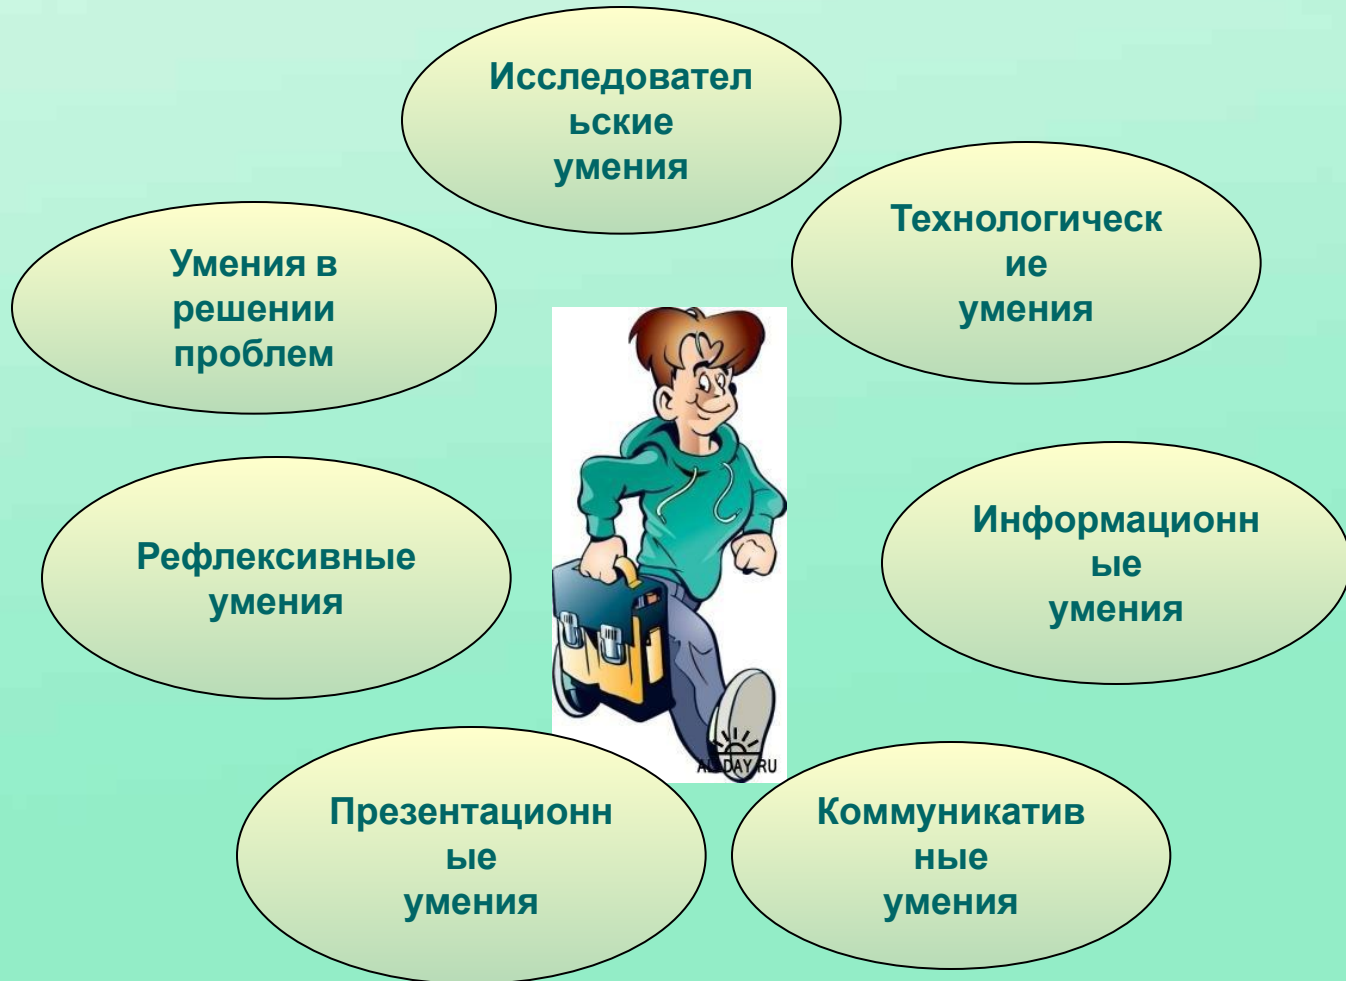 Исследовател
ьские
умения
Технологическ
ие
умения
Умения в
решении
проблем
Информационн
ые
умения
Рефлексивные
умения
ALLDAY.RU
Презентационн
ые
умения
Коммуникатив
ные
умения